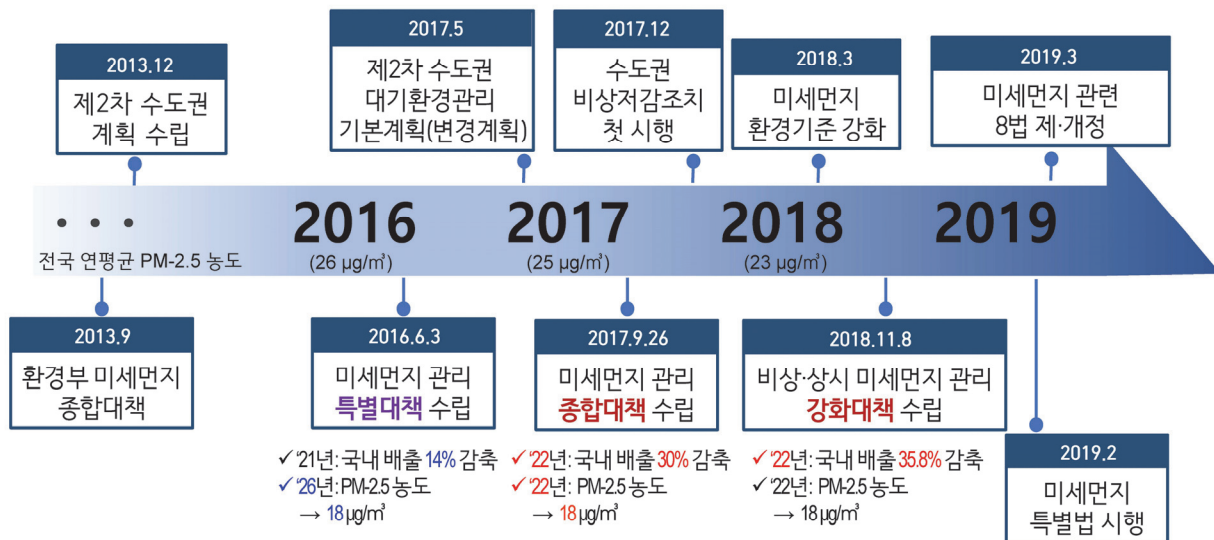 2013.12
제2차 수도권
계획 수립
2017.5
제2차 수도권
대기환경관리
기본계획(변경계획)
2017.12
수도권
비상저감조치
첫 시행
2018.3
미세먼지
환경기준 강화
2019.3
미세먼지 관련
8법 제·개정
• • •
전국 연평균 PM-2.5 농도
2016
(26 μg/㎥)
2017
(25 μg/㎥)
2018
(23 μg/㎥)
2019
2013.9
환경부 미세먼지
종합대책
2016.6.3
미세먼지 관리
특별대책 수립
✓‘21년: 국내 배출 14% 감축
✓‘26년: PM-2.5 농도
→ 18 μg/㎥
2017.9.26
미세먼지 관리
종합대책 수립
✓‘22년: 국내 배출 30% 감축
✓‘22년: PM-2.5 농도
→ 18 μg/㎥
2018.11.8
비상·상시 미세먼지 관리
강화대책 수립
✓‘22년: 국내 배출 35.8% 감축
✓‘22년: PM-2.5 농도
→ 18 μg/㎥
2019.2
미세먼지
특별법 시행